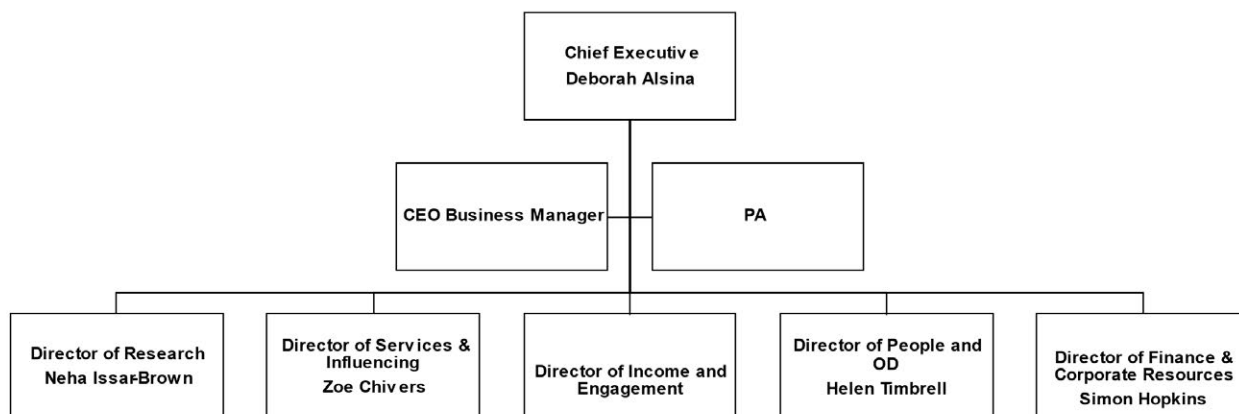 Chief Executive
Deborah Alsina
CEO Business Manager
PA
Director of Research
Neha Issar-Brown
Director of Services &
Influencing
Zoe Chivers
Director of Income and
Engagement
Director of People and
OD
Helen Timbrell
Director of Finance &
Corporate Resources
Simon Hopkins